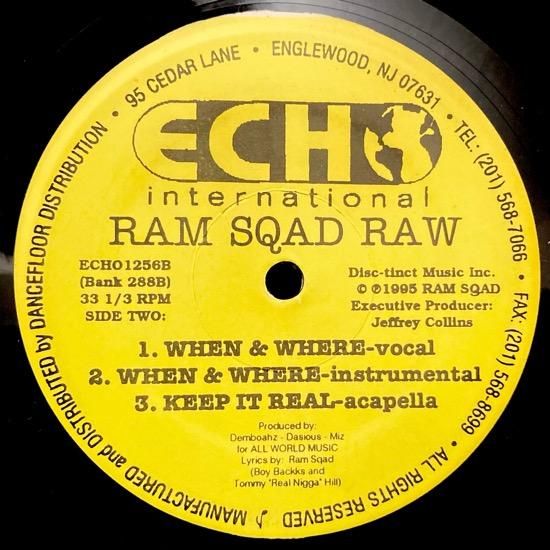 MANUFACTURED and DISTRIBUTED by DANCEFLOOR DISTRIBUTION • 95 CEDAR LANE • ENGLEWOOD, NJ 07631 • TEL: (201) 568-7066 • FAX: (201) 568-8699 • ALL RIGHTS RESERVED
ECHO
international
RAM SQAD RAW
ECHO1256B
(Bank 288B)
33 1/3 RPM
SIDE TWO:
Disc-tinct Music Inc.
© ℗1995 RAM SQAD
Executive Producer:
Jeffrey Collins
1. WHEN & WHERE-vocal
2. WHEN & WHERE-instrumental
3. KEEP IT REAL-acapella
Produced by:
Demboahz - Dasious - Miz
for ALL WORLD MUSIC
Lyrics by: Ram Sqad
(Boy Backks and
Tommy "Real Nigga" Hill)